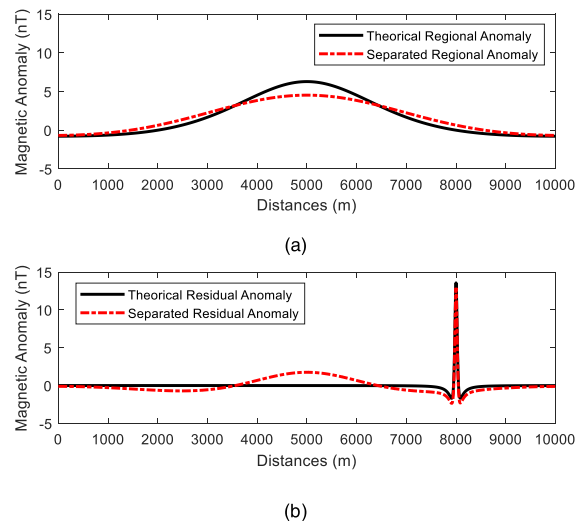 15
10
5
0
-5
Magnetic Anomaly (nT)
Theorical Regional Anomaly
Separated Regional Anomaly
0 1000 2000 3000 4000 5000 6000 7000 8000 9000 10000
Distances (m)
(a)
15
10
5
0
-5
Magnetic Anomaly (nT)
Theorical Residual Anomaly
Separated Residual Anomaly
0 1000 2000 3000 4000 5000 6000 7000 8000 9000 10000
Distances (m)
(b)